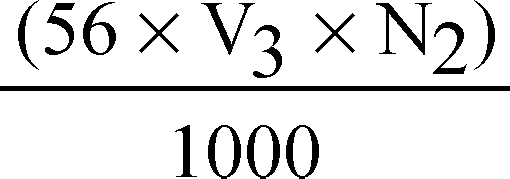 (56 × V₃ × N₂)
1000